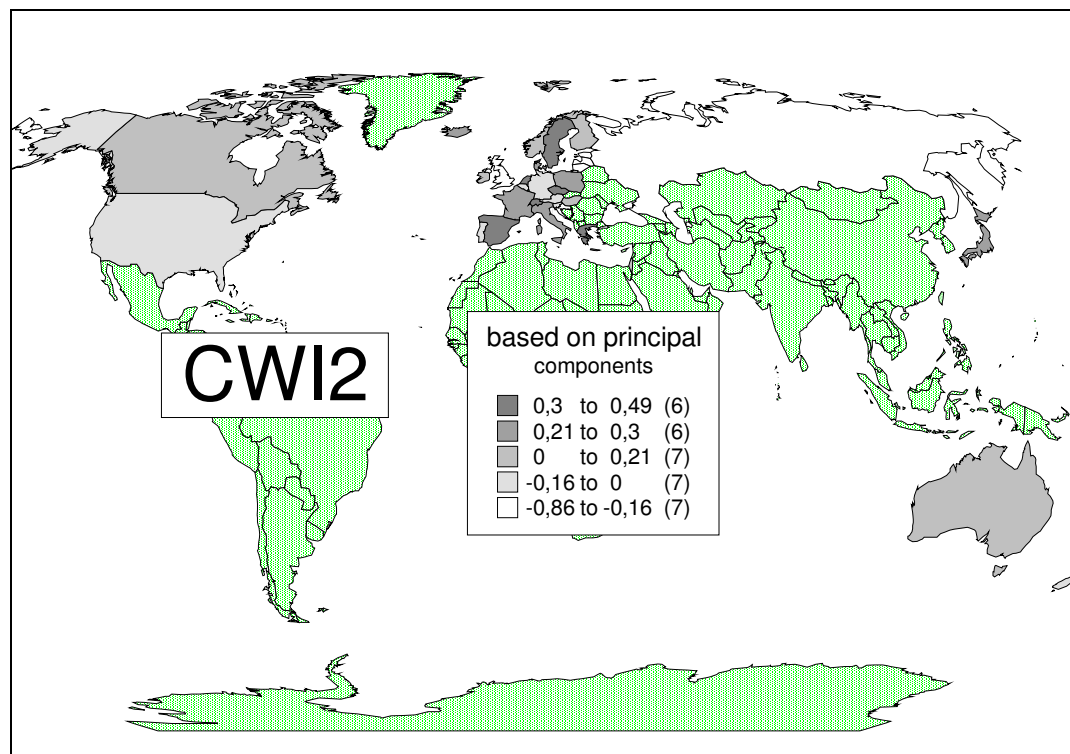 CWI2
based on principal
components
0,3 to 0,49 (6)
0,21 to 0,3 (6)
0 to 0,21 (7)
-0,16 to 0 (7)
-0,86 to -0,16 (7)